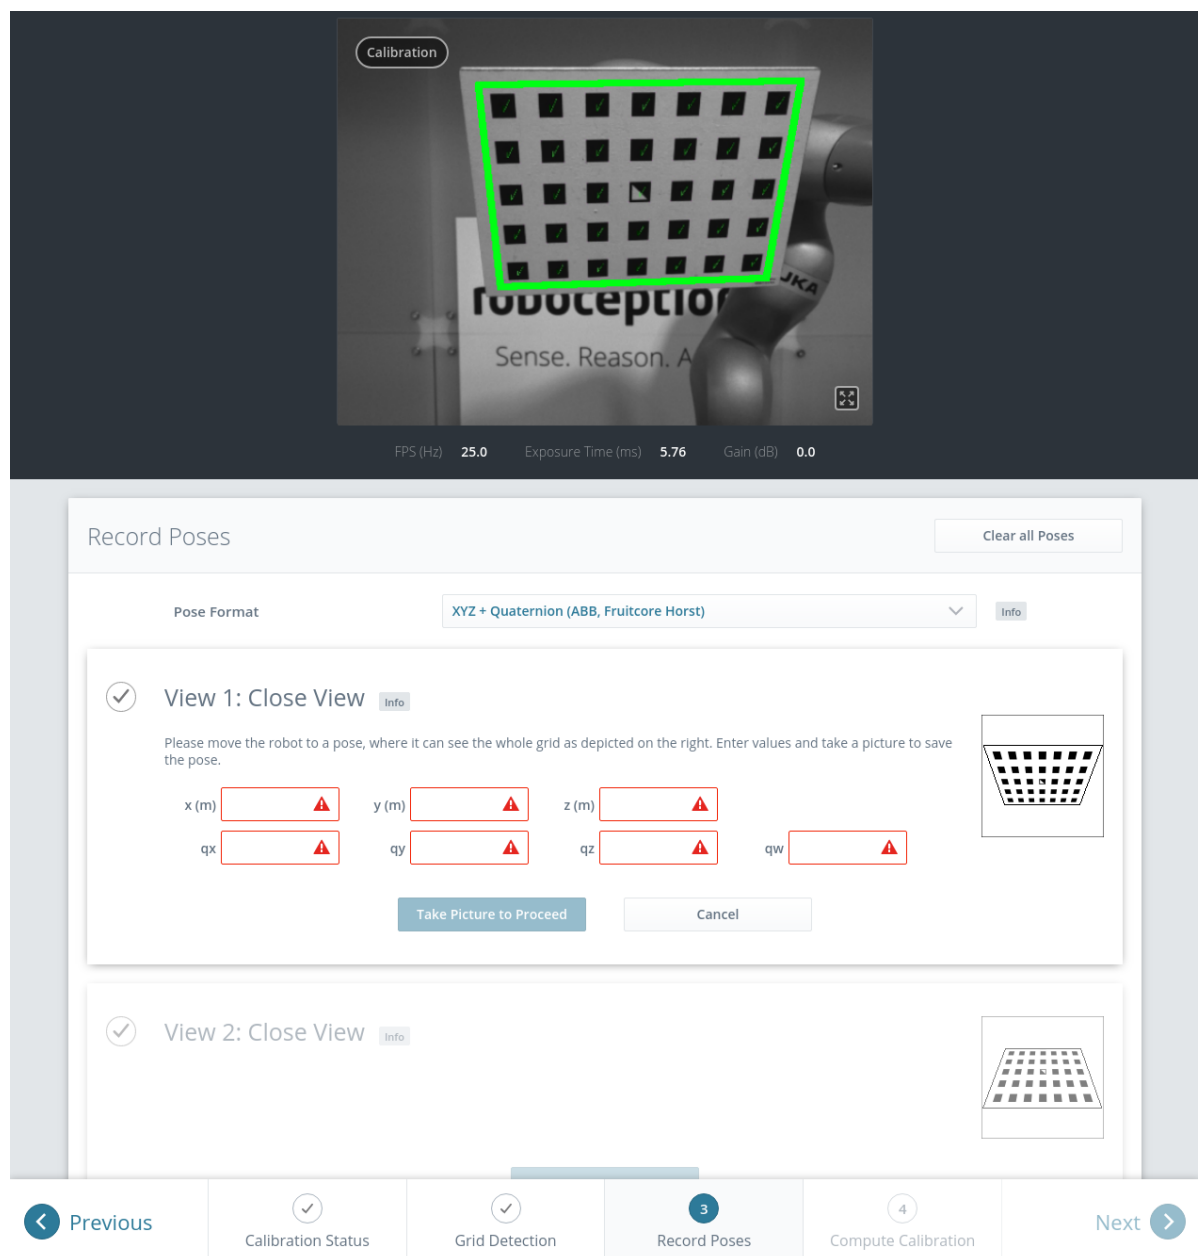 Calibration
roboception
Sense. Reason. A
JKA
FPS (Hz) 25.0 Exposure Time (ms) 5.76 Gain (dB) 0.0
Record Poses
Clear all Poses
Pose Format
XYZ + Quaternion (ABB, Fruitcore Horst)
Info
View 1: Close View Info
Please move the robot to a pose, where it can see the whole grid as depicted on the right. Enter values and take a picture to save
the pose.
x (m) y (m) z (m)
qx qy qz qw
Take Picture to Proceed Cancel
View 2: Close View Info
Previous
Calibration Status
Grid Detection
3
Record Poses
4
Compute Calibration
Next